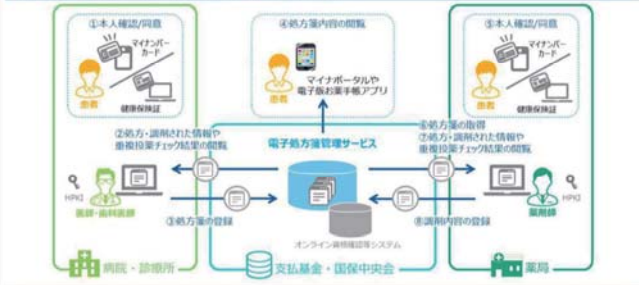 ①本人確認/同意
マイナンバー
カード
患者
健康保険証
④処方箋内容の閲覧
患者
マイナポータルや
電子版お薬手帳アプリ
⑤本人確認/同意
マイナンバー
カード
患者
健康保険証
②処方・調剤された情報や
重複投薬チェック結果の閲覧
電子処方箋管理サービス
⑥処方箋の取得
⑦処方・調剤された情報や
重複投薬チェック結果の閲覧
HPKI
医師・歯科医師
③処方箋の登録
⑧調剤内容の登録
薬剤師
HPKI
オンライン資格確認等システム
病院・診療所
支払基金・国保中央会
薬局